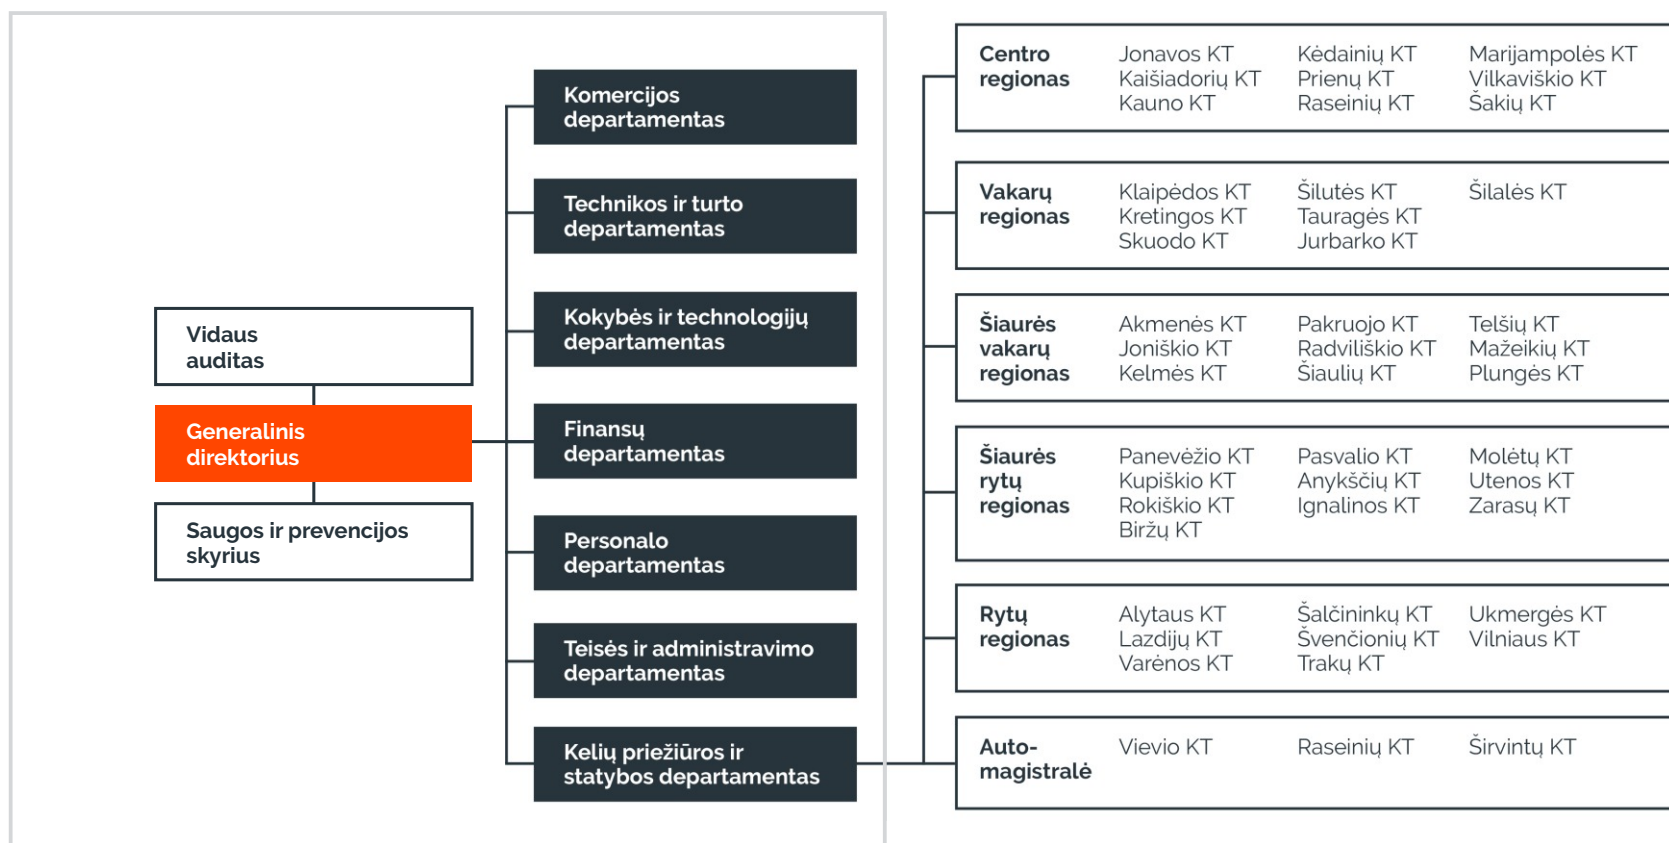 Vidaus
auditas
Generalinis
direktorius
Saugos ir prevencijos
skyrius
Komercijos
departamentas
Technikos ir turto
departamentas
Kokybės ir technologijų
departamentas
Finansų
departamentas
Personalo
departamentas
Teisės ir administravimo
departamentas
Kelių priežiūros ir
statybos departamentas
Centro
regionas
Jonavos KT
Kaišiadorių KT
Kauno KT
Kėdainių KT
Prienų KT
Raseinių KT
Marijampolės KT
Vilkaviškio KT
Šakių KT
Vakarų
regionas
Klaipėdos KT
Kretingos KT
Skuodo KT
Šilutės KT
Tauragės KT
Jurbarko KT
Šilalės KT
Šiaurės
vakarų
regionas
Akmenės KT
Joniškio KT
Kelmės KT
Pakruojo KT
Radviliškio KT
Šiaulių KT
Telšių KT
Mažeikių KT
Plungės KT
Šiaurės
rytų
regionas
Panevėžio KT
Kupiškio KT
Rokiškio KT
Biržų KT
Pasvalio KT
Anykščių KT
Ignalinos KT
Molėtų KT
Utenos KT
Zarasų KT
Rytų
regionas
Alytaus KT
Lazdijų KT
Varėnos KT
Šalčininkų KT
Švenčionių KT
Trakų KT
Ukmergės KT
Vilniaus KT
Auto-
magistralė
Vievio KT
Raseinių KT
Širvintų KT